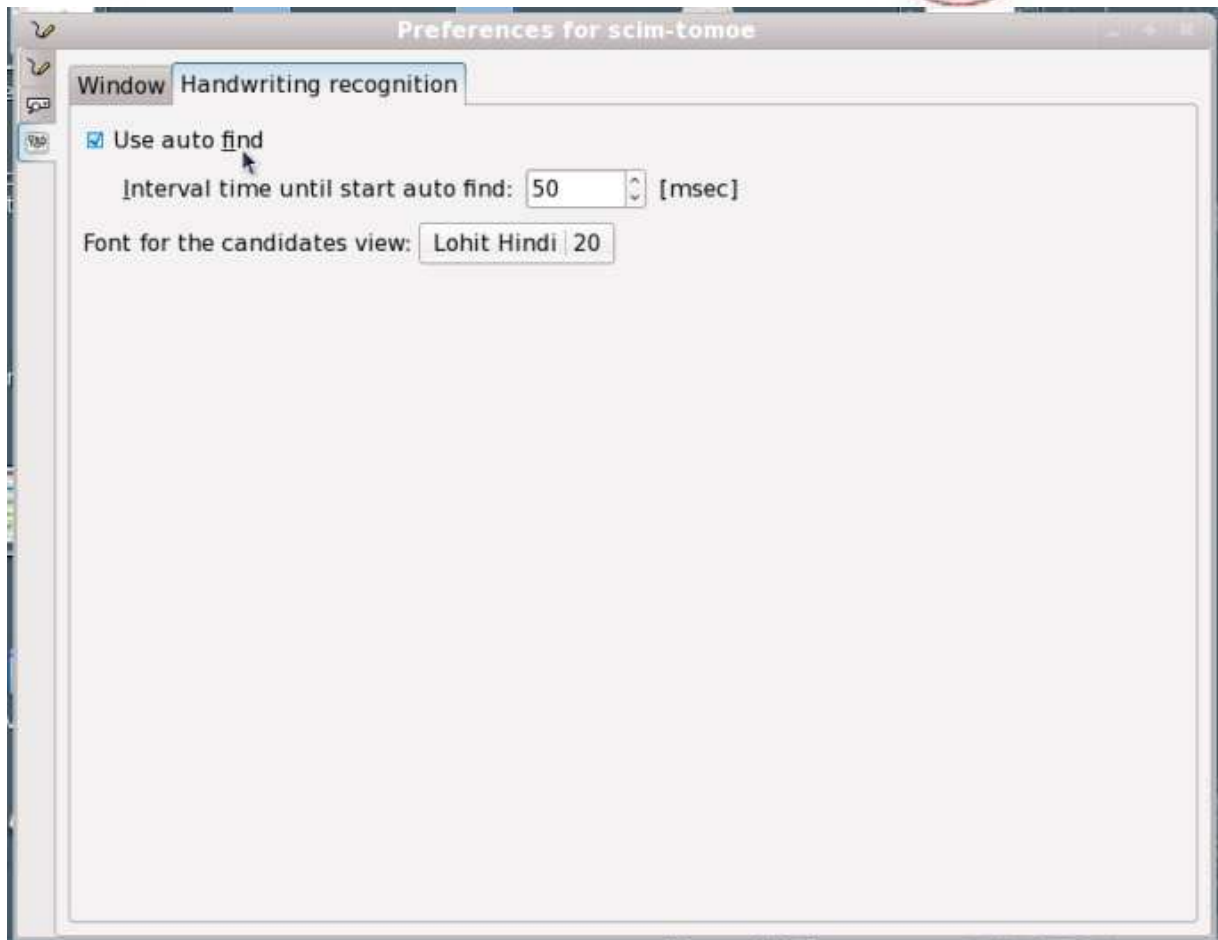 Preferences for scim-tomoe
Window Handwriting recognition
Use auto find
Interval time until start auto find: 50 [msec]
Font for the candidates view: Lohit Hindi 20